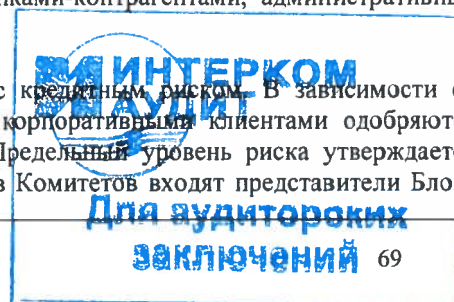 иками-контрагентами, административн
ИНТЕРКОМ
с кредитным риском. В зависимости
АУДИТ
корпоративными клиентами одобряют
Предельный уровень риска утверждает
в Комитетов входят представители Бло
Для аудиторских
заключений 69